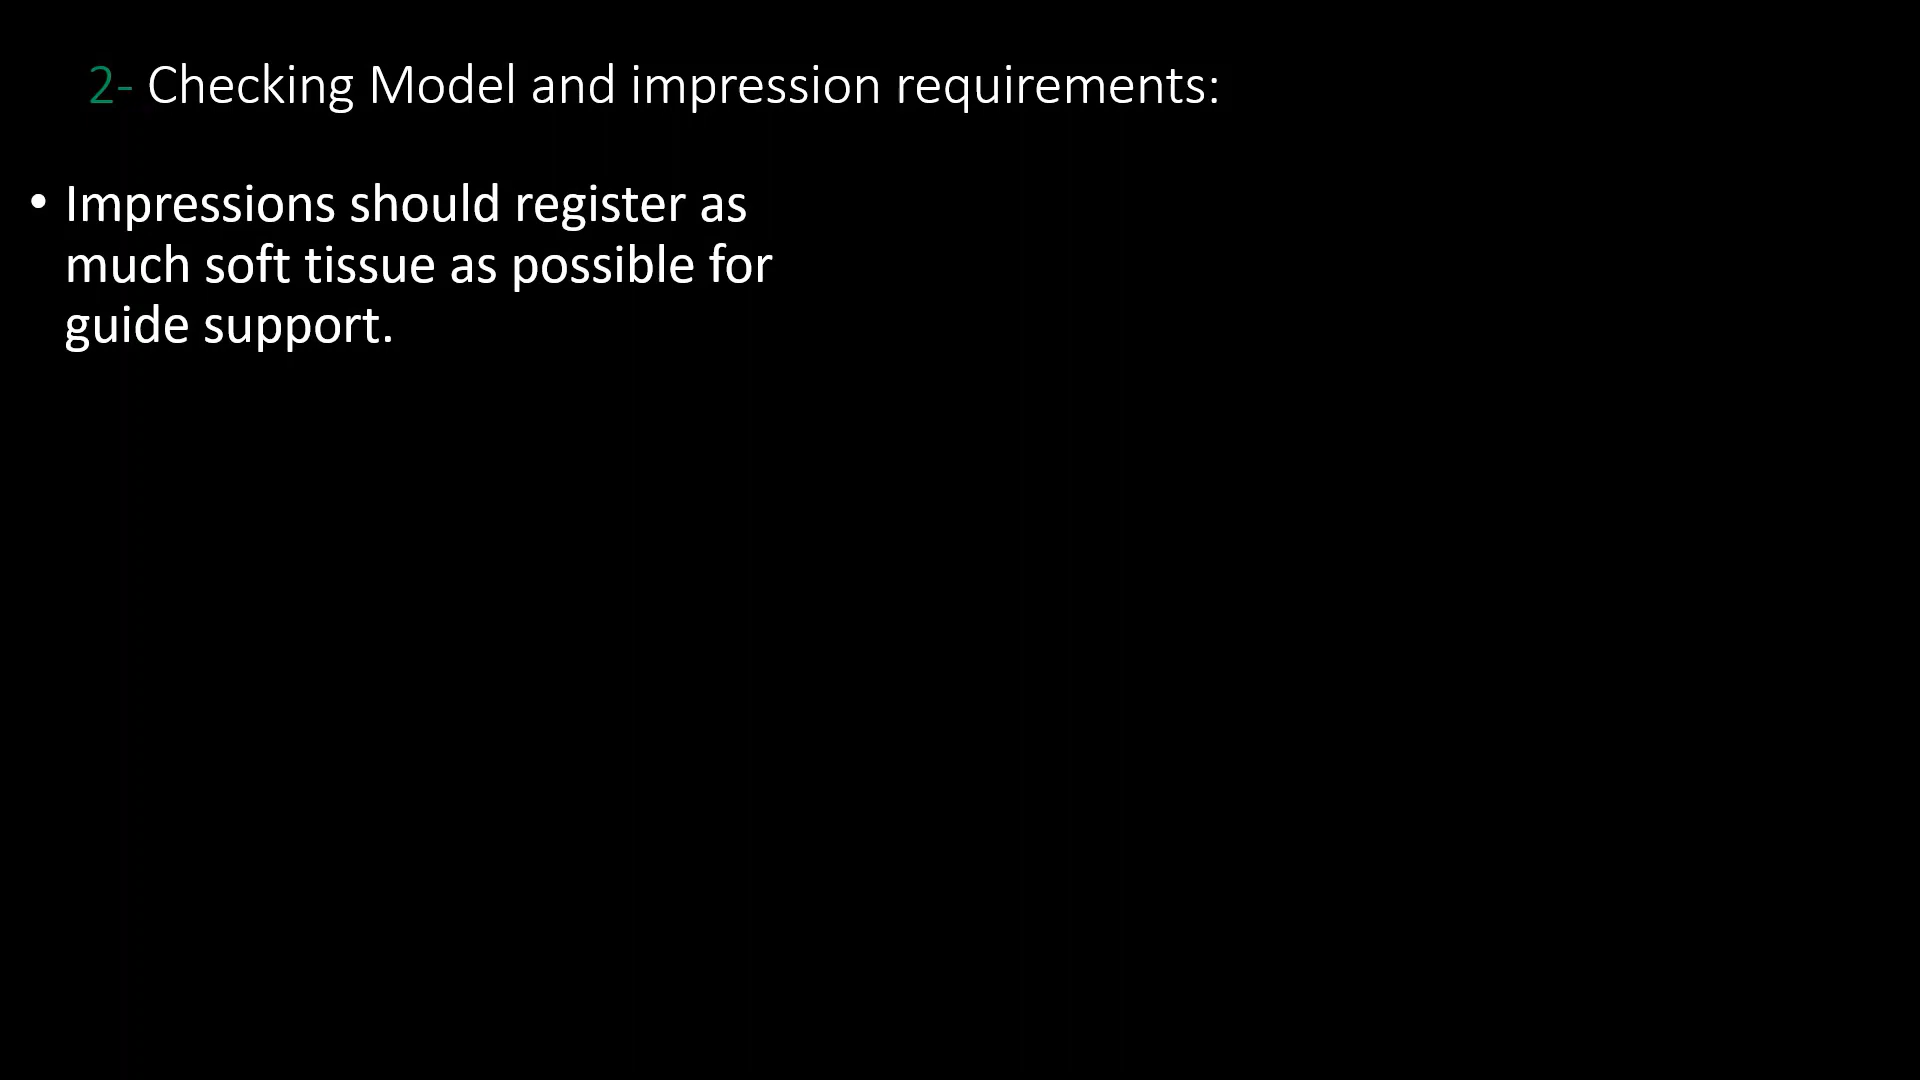 2- Checking Model and impression requirements:
• Impressions should register as
much soft tissue as possible for
guide support.